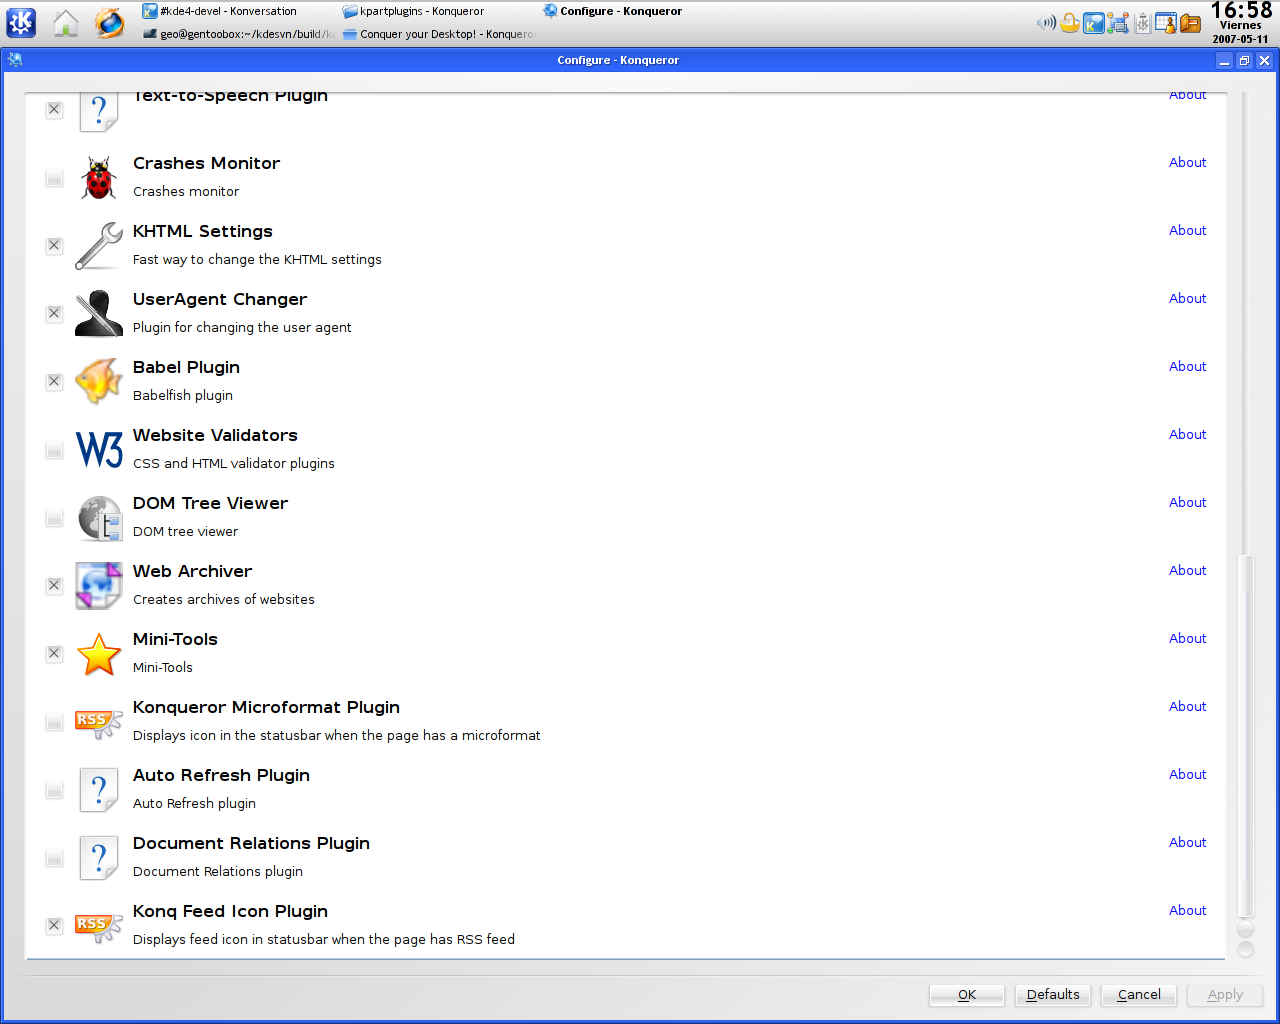 #kde4-devel - Konversation
kpartplugins - Konqueror
Configure - Konqueror
geo@gentoobox:~/kdesvn/build/k
Conquer your Desktop! - Konqueror
16:58
Viernes
2007-05-11
Configure - Konqueror
Text-to-Speech Plugin
About
Crashes Monitor
About
Crashes monitor
KHTML Settings
About
Fast way to change the KHTML settings
UserAgent Changer
About
Plugin for changing the user agent
Babel Plugin
About
Babelfish plugin
W3
Website Validators
About
CSS and HTML validator plugins
DOM Tree Viewer
About
DOM tree viewer
Web Archiver
About
Creates archives of websites
Mini-Tools
About
Mini-Tools
RSS
Konqueror Microformat Plugin
About
Displays icon in the statusbar when the page has a microformat
?
Auto Refresh Plugin
About
Auto Refresh plugin
?
Document Relations Plugin
About
Document Relations plugin
RSS
Konq Feed Icon Plugin
About
Displays feed icon in statusbar when the page has RSS feed
OK
Defaults
Cancel
Apply